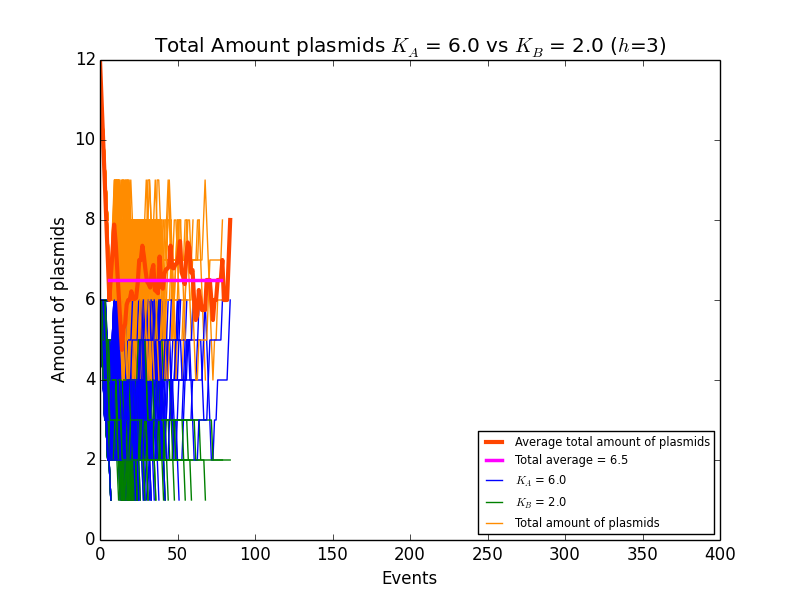 Total Amount plasmids K_A = 6.0 vs K_B = 2.0 (h=3)
12
10
8
6
4
2
0
Amount of plasmids
Average total amount of plasmids
Total average = 6.5
K_A = 6.0
K_B = 2.0
Total amount of plasmids
0 50 100 150 200 250 300 350 400
Events